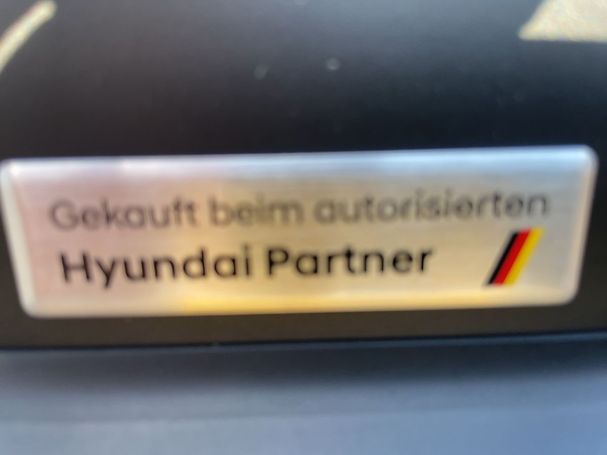 Gekauft beim autorisierten
Hyundai Partner